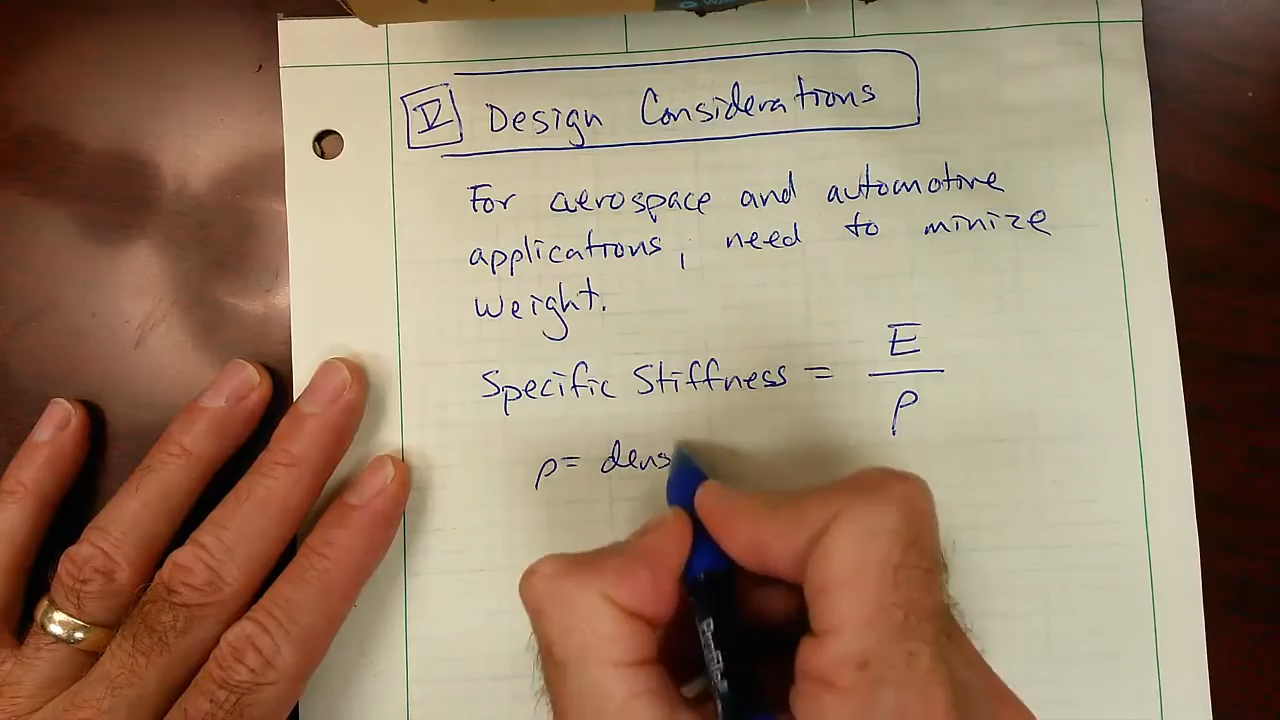 V Design Considerations
For aerospace and automotive
applications, need to minize
weight.
Specific Stiffness = E / ρ
ρ = dens